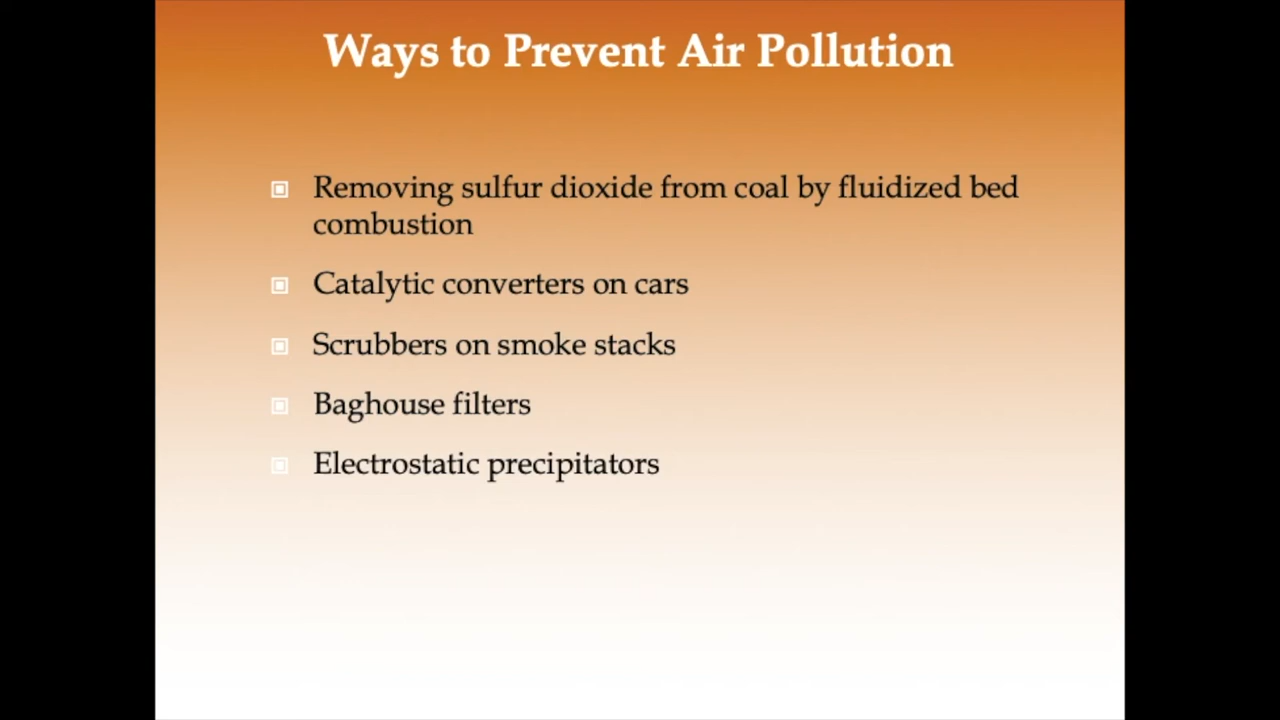 Ways to Prevent Air Pollution
Removing sulfur dioxide from coal by fluidized bed
combustion
Catalytic converters on cars
Scrubbers on smoke stacks
Baghouse filters
Electrostatic precipitators